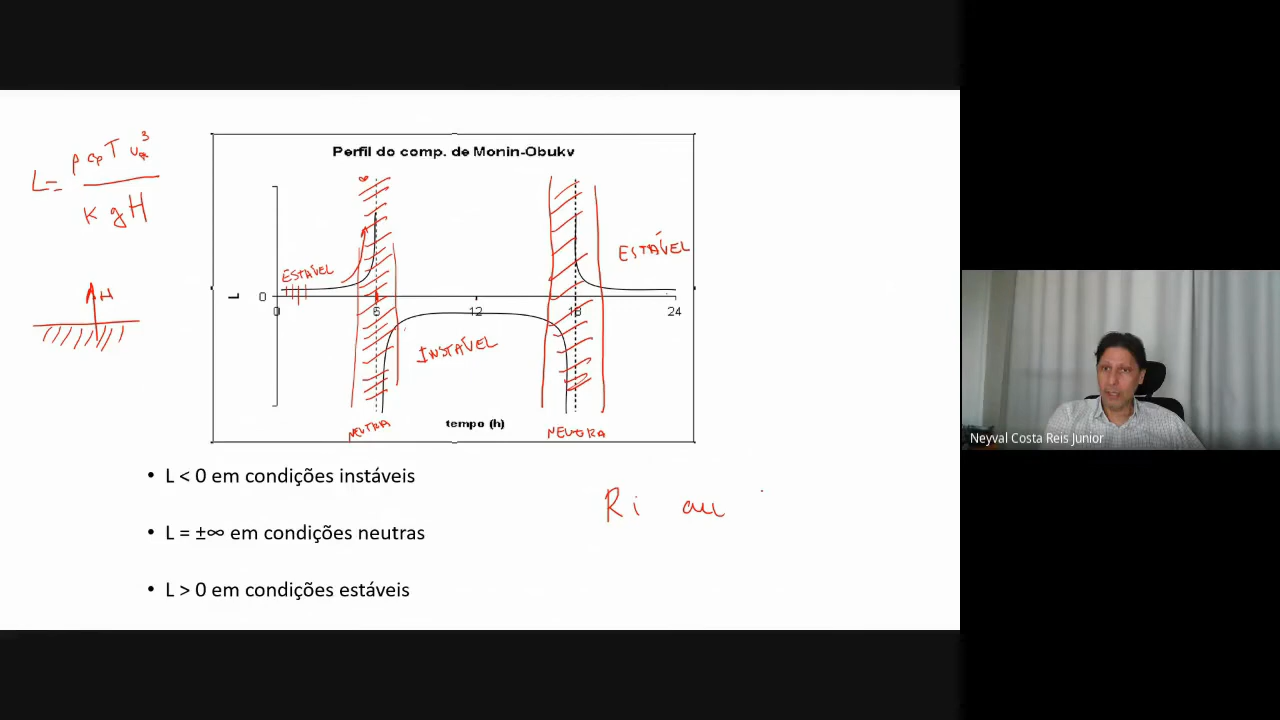 L = ρ cp T u*³
K g H
H
Perfil do comp. de Monin-Obukv
ESTÁVEL
ESTÁVEL
L
0
0 6 12 18 24
INSTÁVEL
NEUTRA
tempo (h)
NEUTRA
• L < 0 em condições instáveis
Ri ou
• L = ±∞ em condições neutras
• L > 0 em condições estáveis
Neyval Costa Reis Junior